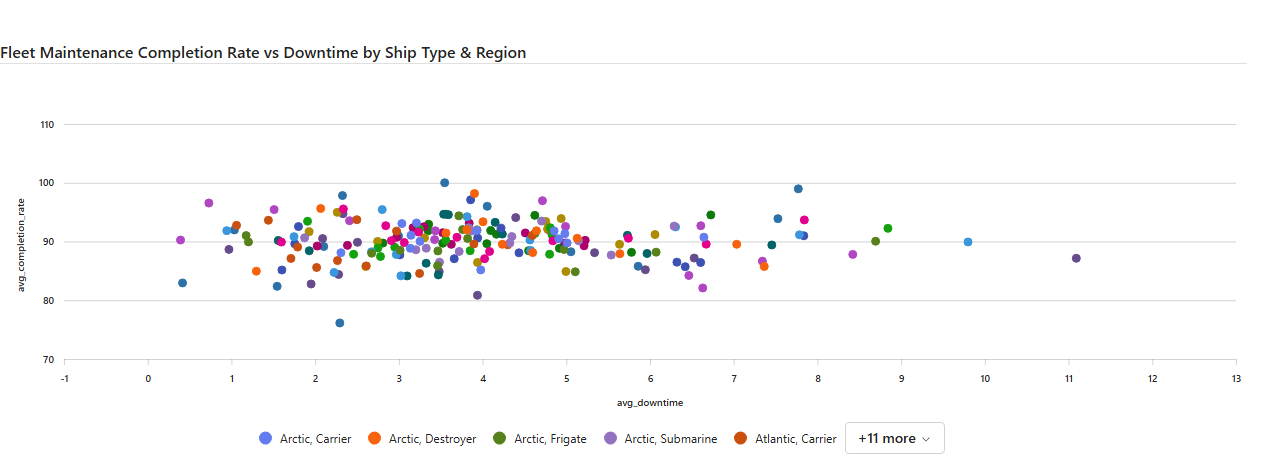 Fleet Maintenance Completion Rate vs Downtime by Ship Type & Region
avg_completion_rate
110
100
90
80
70
-1 0 1 2 3 4 5 6 7 8 9 10 11 12 13
avg_downtime
Arctic, Carrier Arctic, Destroyer Arctic, Frigate Arctic, Submarine Atlantic, Carrier +11 more